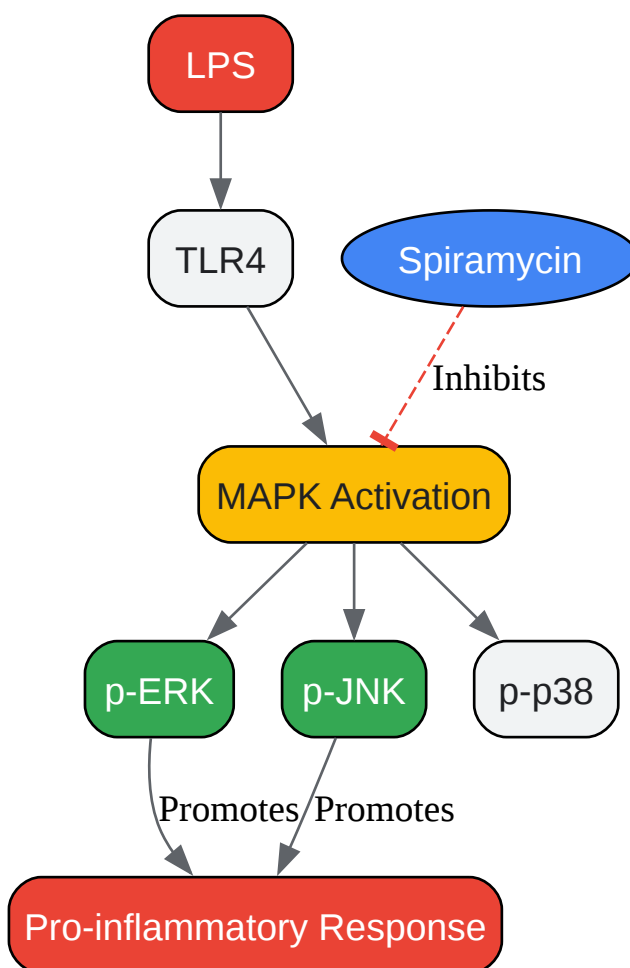 LPS
TLR4
Spiramycin
Inhibits
MAPK Activation
p-ERK
p-JNK
p-p38
Promotes
Promotes
Pro-inflammatory Response